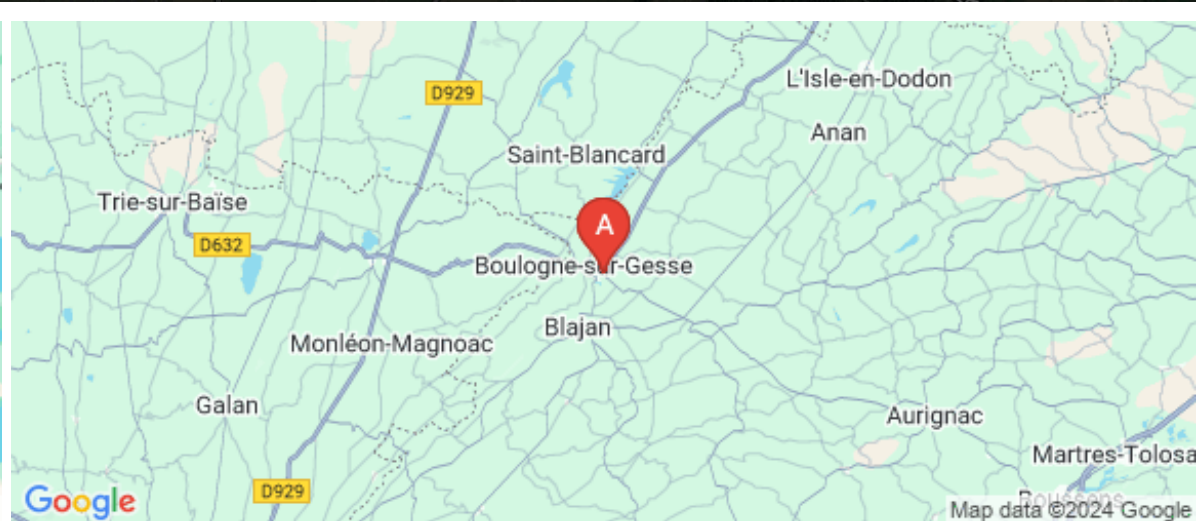 D929
L'Isle-en-Dodon
Anan
Saint-Blancard
Trie-sur-Baïse
A
D632
Boulogne-sur-Gesse
Blajan
Monléon-Magnoac
Galan
Aurignac
Martres-Tolosa
D929
Google
Boussens
Map data ©2024 Google